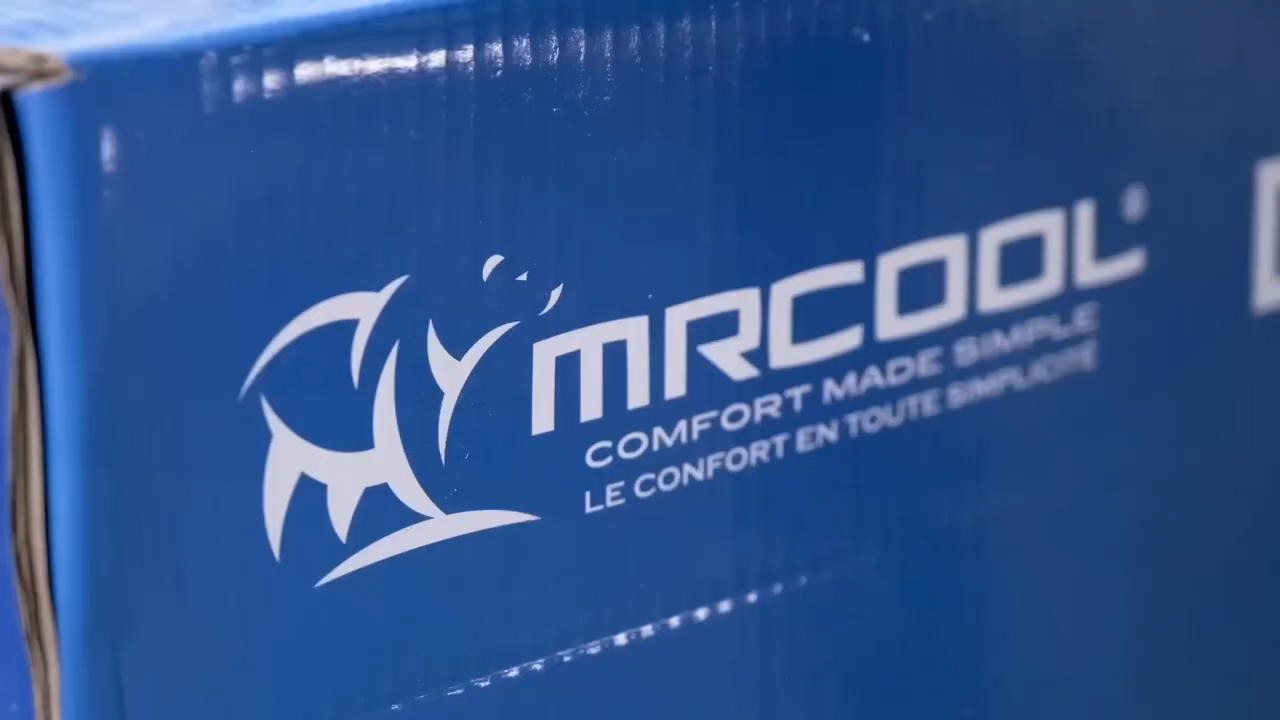 MRCOOL®
COMFORT MADE SIMPLE
LE CONFORT EN TOUTE SIMPLICITÉ